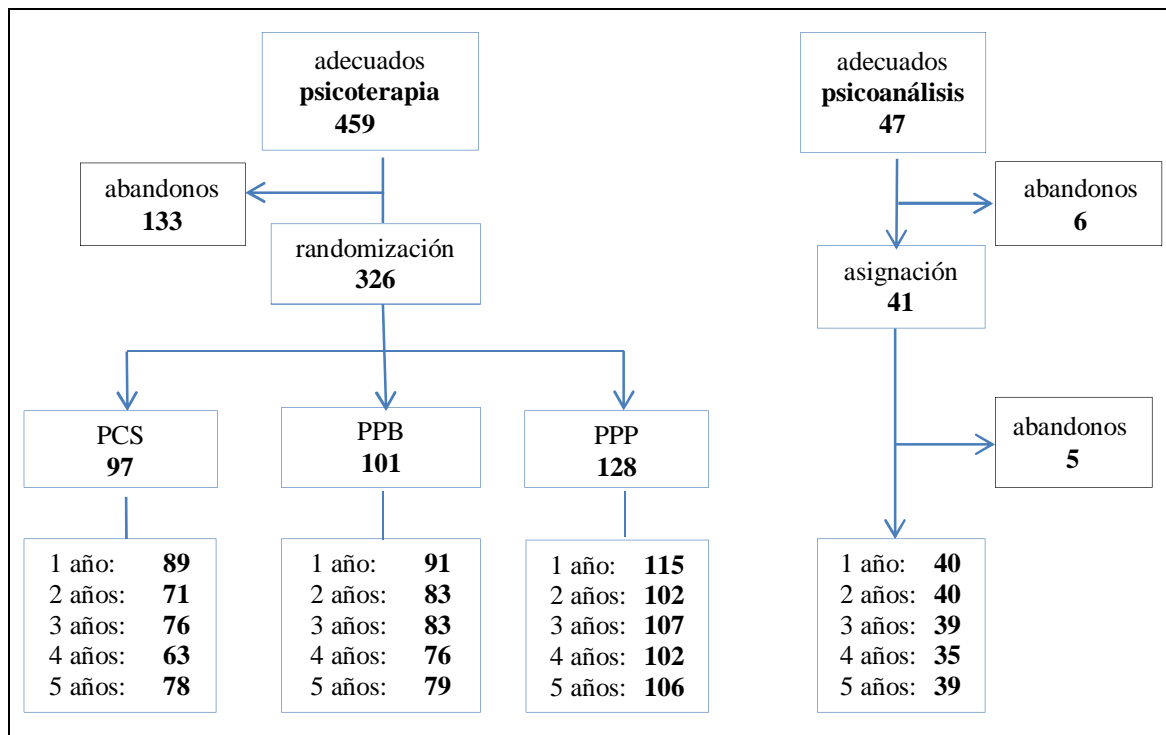 adecuados
psicoterapia
459
adecuados
psicoanálisis
47
abandonos
133
abandonos
6
randomización
326
asignación
41
PCS
97
PPB
101
PPP
128
abandonos
5
1 año: 89
2 años: 71
3 años: 76
4 años: 63
5 años: 78
1 año: 91
2 años: 83
3 años: 83
4 años: 76
5 años: 79
1 año: 115
2 años: 102
3 años: 107
4 años: 102
5 años: 106
1 año: 40
2 años: 40
3 años: 39
4 años: 35
5 años: 39